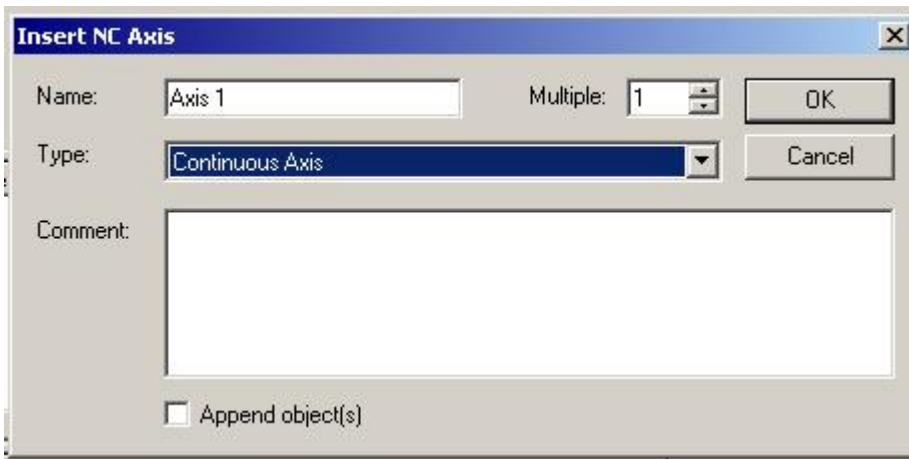 Insert NC Axis
Name: Axis 1 Multiple: 1 OK
Type: Continuous Axis Cancel
Comment:
Append object(s)